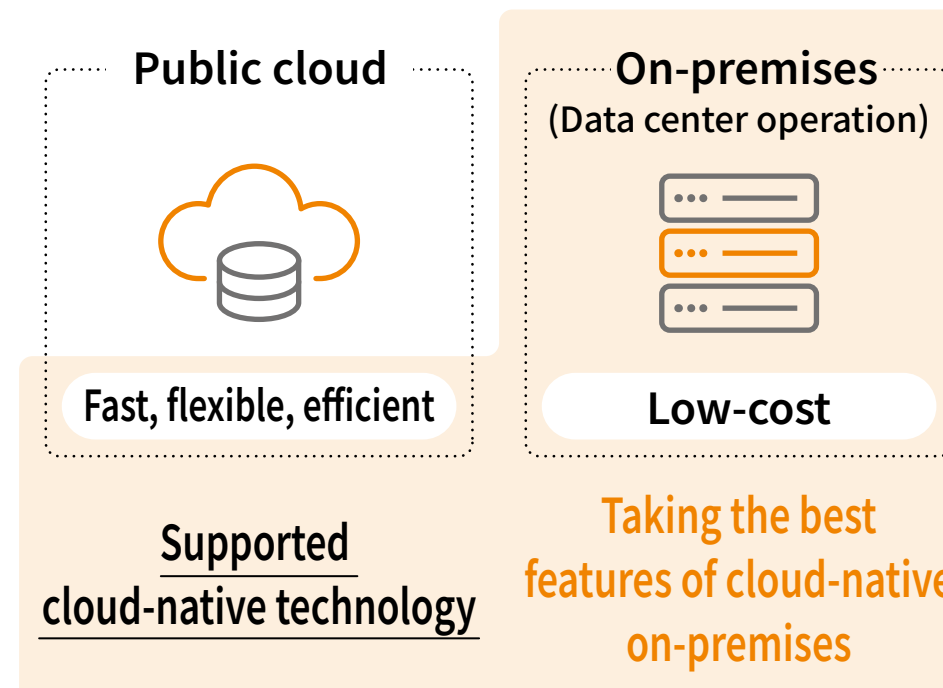 Public cloud
Fast, flexible, efficient
Supported
cloud-native technology
On-premises
(Data center operation)
Low-cost
Taking the best
features of cloud-native
on-premises